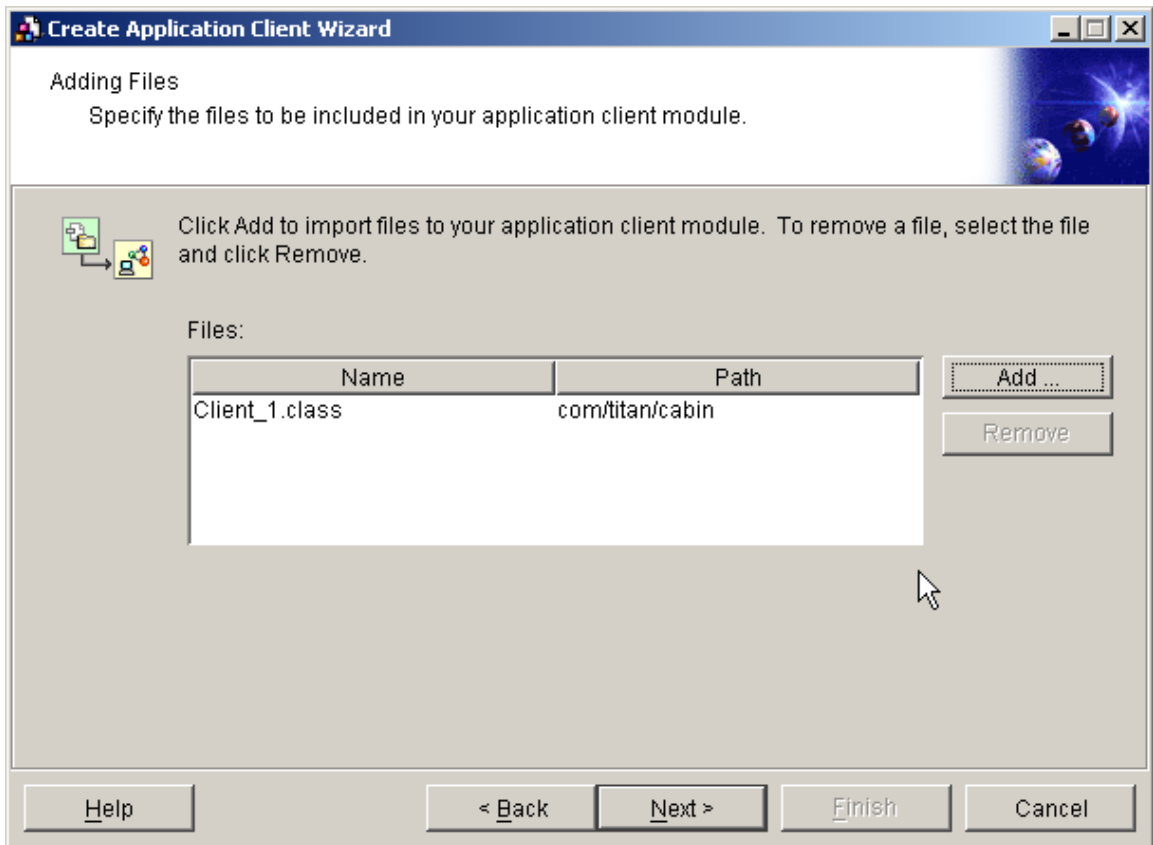 Create Application Client Wizard
Adding Files
Specify the files to be included in your application client module.
Click Add to import files to your application client module. To remove a file, select the file
and click Remove.
Files:
Name Path
Add ...
Client_1.class com/titan/cabin
Remove
Help < Back Next > Finish Cancel